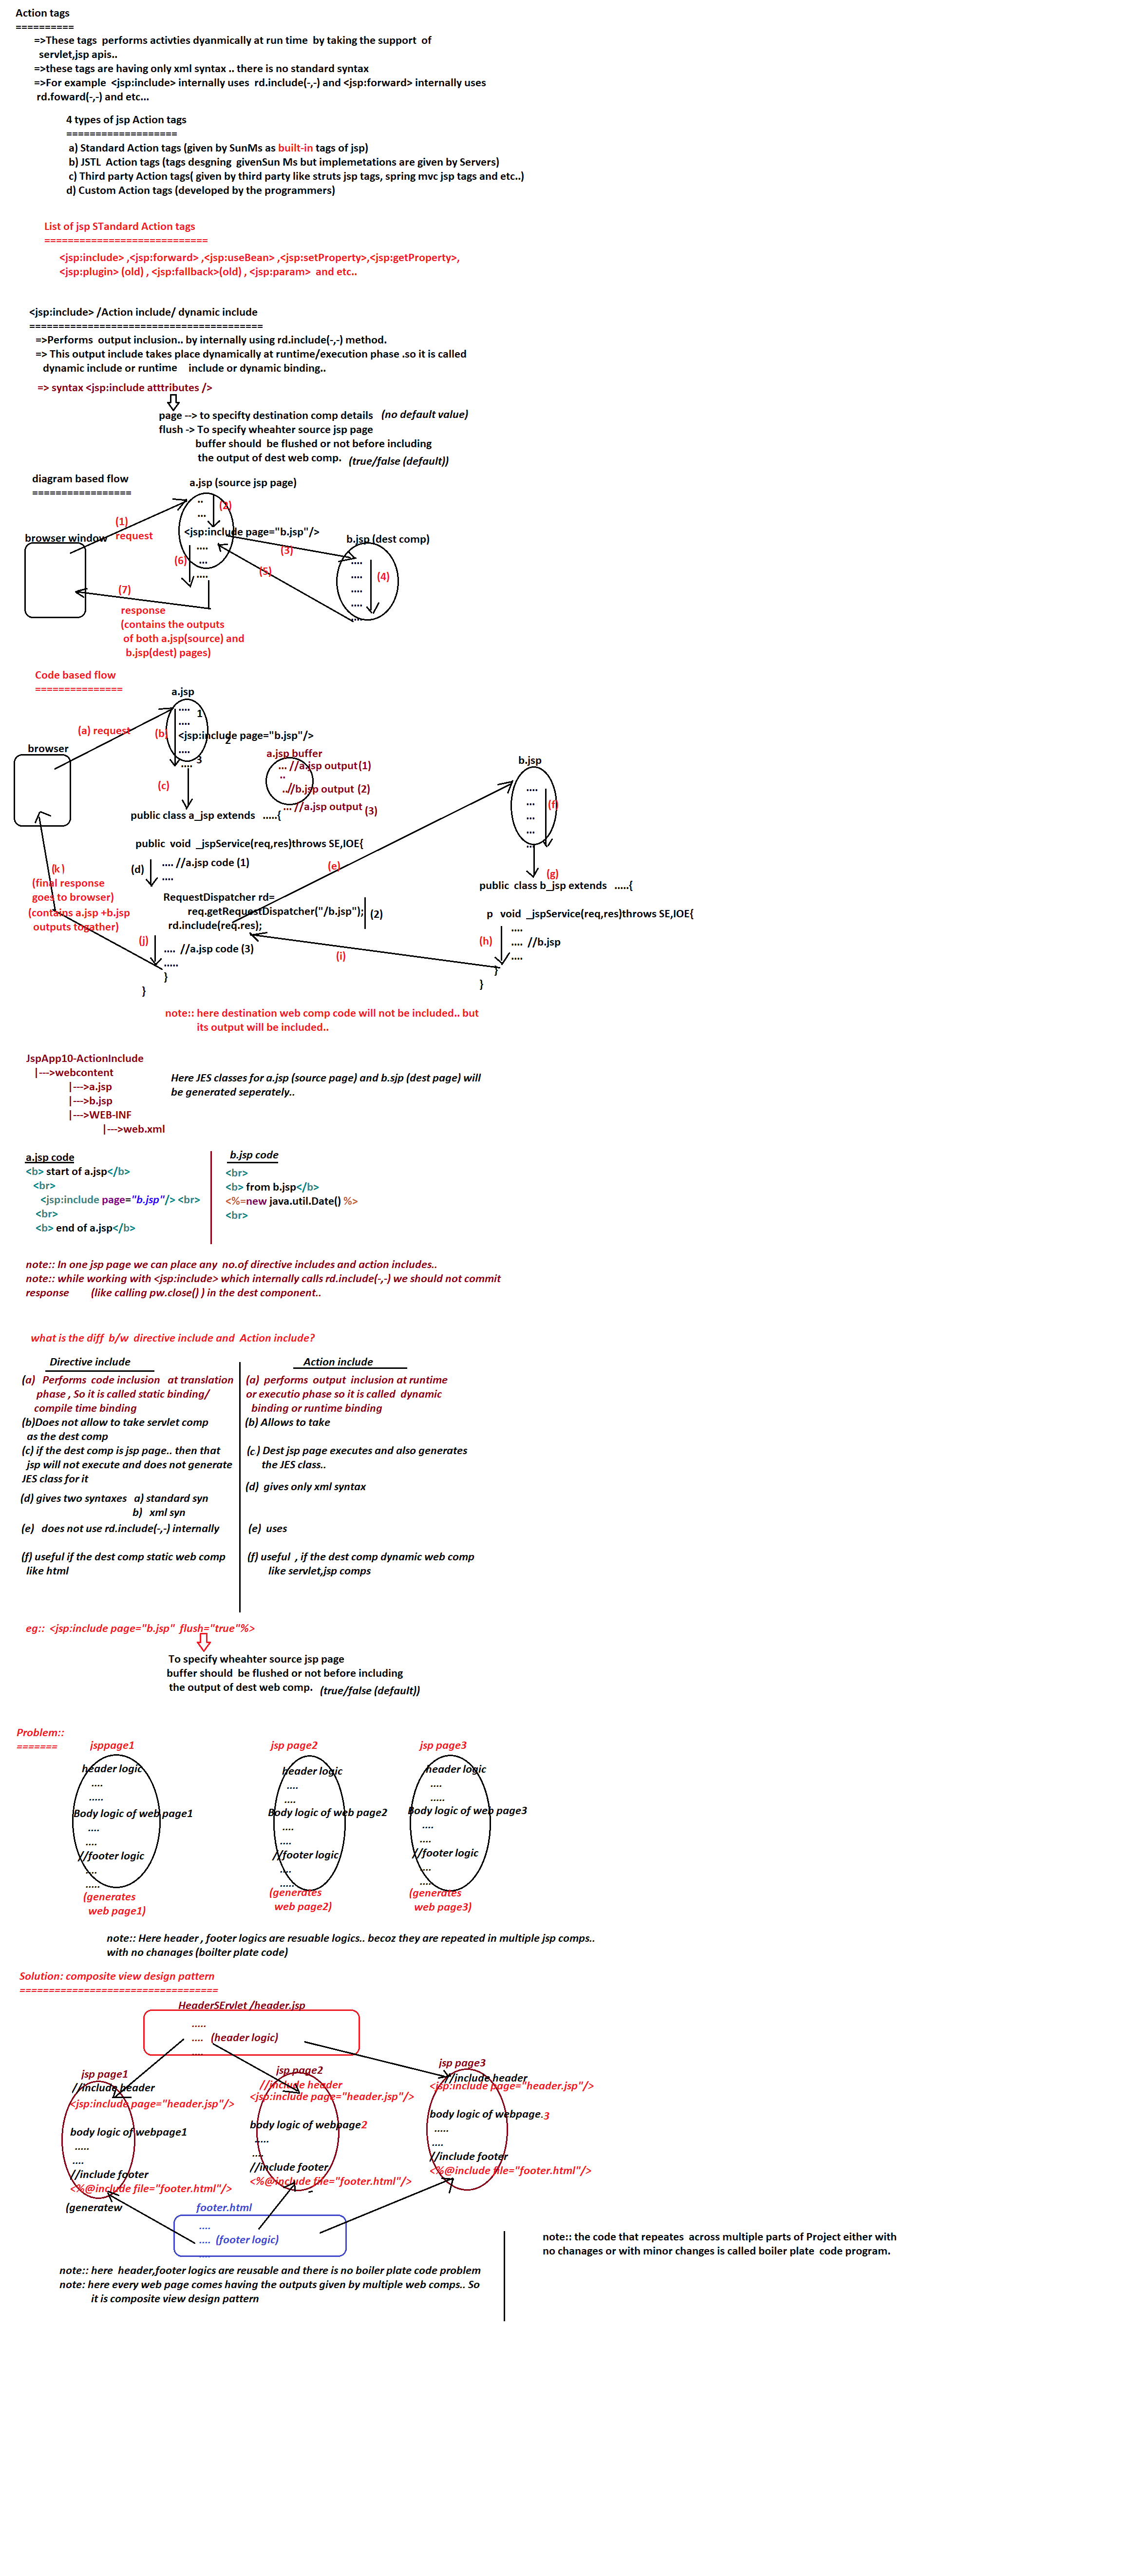 Action tags
==========
=>These tags  performs activties dyanmically at run time  by taking the support  of
servlet,jsp apis..
=>these tags are having only xml syntax .. there is no standard syntax
=>For example  <jsp:include> internally uses  rd.include(-,-) and <jsp:forward> internally uses
rd.foward(-,-) and etc...
4 types of jsp Action tags
===================
a) Standard Action tags (given by SunMs as built-in tags of jsp)
b) JSTL  Action tags (tags desgning  givenSun Ms but implemetations are given by Servers)
c) Third party Action tags( given by third party like struts jsp tags, spring mvc jsp tags and etc..)
d) Custom Action tags (developed by the programmers)
List of jsp STandard Action tags
============================
<jsp:include> ,<jsp:forward> ,<jsp:useBean> ,<jsp:setProperty>,<jsp:getProperty>,
<jsp:plugin> (old) , <jsp:fallback>(old) , <jsp:param>  and etc..
<jsp:include> /Action include/ dynamic include
========================================
=>Performs  output inclusion.. by internally using rd.include(-,-) method.
=> This output include takes place dynamically at runtime/execution phase .so it is called
dynamic include or runtime    include or dynamic binding..
=> syntax <jsp:include atttributes />
page --> to specifty destination comp details   (no default value)
flush -> To specify wheahter source jsp page
buffer should  be flushed or not before including
the output of dest web comp.   (true/false (default))
diagram based flow
=================
a.jsp (source jsp page)
..
(2)
...
(1)
request
browser window
<jsp:include page="b.jsp"/>
b.jsp (dest comp)
....
(3)
...
(6)
....
(5)
....
....
(4)
....
....
....
(7)
response
(contains the outputs
of both a.jsp(source) and
b.jsp(dest) pages)
Code based flow
===============
a.jsp
....
1
....
(a) request
(b)
<jsp:include page="b.jsp"/>
2
....
3
....
browser
a.jsp buffer
... //a.jsp output(1)
..
..//b.jsp output (2)
... //a.jsp output (3)
b.jsp
....
...
(f)
...
...
...
(c)
public class a_jsp extends   .....{
public  void  _jspService(req,res)throws SE,IOE{
(d)
.... //a.jsp code (1)
....
(e)
(g)
RequestDispatcher rd=
req.getRequestDispatcher("/b.jsp");
(2)
rd.include(req.res);
(j)
....  //a.jsp code (3)
.....
}
}
public  class b_jsp extends   .....{
p   void  _jspService(req,res)throws SE,IOE{
....
(h)
....  //b.jsp
....
}
}
(i)
(k )
(final response
goes to browser)
(contains a.jsp +b.jsp
outputs togather)
note:: here destination web comp code will not be included.. but
its output will be included..
JspApp10-ActionInclude
|--->webcontent
|--->a.jsp
|--->b.jsp
|--->WEB-INF
|--->web.xml
Here JES classes for a.jsp (source page) and b.sjp (dest page) will
be generated seperately..
a.jsp code
<b> start of a.jsp</b>
<br>
<jsp:include page="b.jsp"/> <br>
<br>
<b> end of a.jsp</b>
b.jsp code
<br>
<b> from b.jsp</b>
<%=new java.util.Date() %>
<br>
note:: In one jsp page we can place any  no.of directive includes and action includes..
note:: while working with <jsp:include> which internally calls rd.include(-,-) we should not commit
response       (like calling pw.close() ) in the dest component..
what is the diff  b/w  directive include and  Action include?
Directive include
(a)   Performs  code inclusion   at translation
phase , So it is called static binding/
compile time binding
(b)Does not allow to take servlet comp
as the dest comp
(c) if the dest comp is jsp page.. then that
jsp will not execute and does not generate
JES class for it
(d) gives two syntaxes   a) standard syn
b)   xml syn
(e)   does not use rd.include(-,-) internally
(f) useful if the dest comp static web comp
like html
Action include
(a)  performs  output  inclusion at runtime
or executio phase so it is called  dynamic
binding or runtime binding
(b) Allows to take
(c ) Dest jsp page executes and also generates
the JES class..
(d)  gives only xml syntax
(e)  uses
(f) useful  , if the dest comp dynamic web comp
like servlet,jsp comps
eg::  <jsp:include page="b.jsp"  flush="true"%>
To specify wheahter source jsp page
buffer should  be flushed or not before including
the output of dest web comp.   (true/false (default))
Problem::
=======
jsppage1
header logic
....
.....
Body logic of web page1
....
....
//footer logic
....
.....
(generates
web page1)
jsp page2
header logic
....
....
Body logic of web page2
....
....
//footer logic
....
.....
(generates
web page2)
jsp page3
header logic
....
.....
Body logic of web page3
....
....
//footer logic
...
....
(generates
web page3)
note:: Here header , footer logics are resuable logics.. becoz they are repeated in multiple jsp comps..
with no chanages (boilter plate code)
Solution: composite view design pattern
==================================
HeaderSErvlet /header.jsp
.....
....   (header logic)
....
jsp page1
//include header
<jsp:include page="header.jsp"/>
body logic of webpage1
.....
....
//include footer
<%@include file="footer.html"/>
(generatew
jsp page2
//include header
<jsp:include page="header.jsp"/>
body logic of webpage2
.....
....
//include footer
<%@include file="footer.html"/>
jsp page3
//include header
<jsp:include page="header.jsp"/>
body logic of webpage.3
.....
....
//include footer
<%@include file="footer.html"/>
footer.html
....
....  (footer logic)
....
note:: the code that repeates  across multiple parts of Project either with
no chanages or with minor changes is called boiler plate  code program.
note:: here  header,footer logics are reusable and there is no boiler plate code problem
note: here every web page comes having the outputs given by multiple web comps.. So
it is composite view design pattern